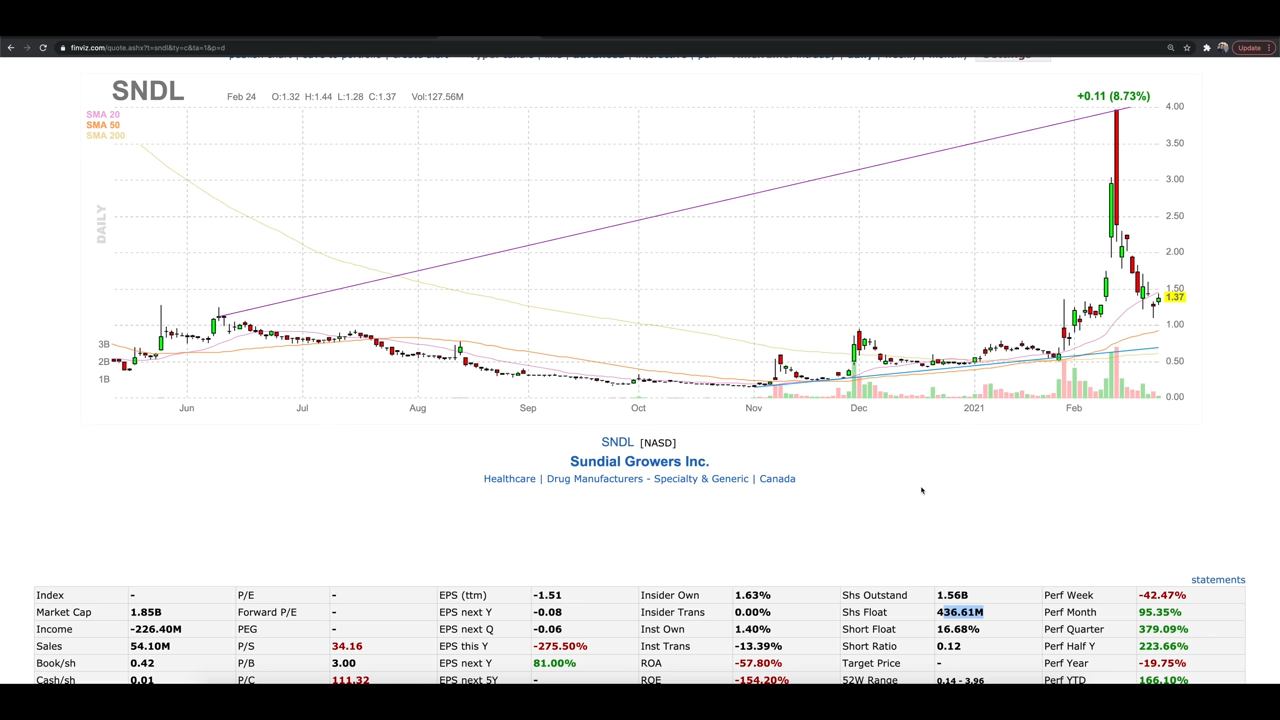 finviz.com/quote.ashx?t=sndl&ty=c&ta=1&p=d
Update
SNDL Feb 24 O:1.32 H:1.44 L:1.28 C:1.37 Vol:127.56M +0.11 (8.73%)
SMA 20
SMA 50
SMA 200
DAILY
4.00
3.50
3.00
2.50
2.00
1.50
1.37
1.00
0.50
0.00
3B
2B
1B
Jun Jul Aug Sep Oct Nov Dec 2021 Feb
SNDL [NASD]
Sundial Growers Inc.
Healthcare | Drug Manufacturers - Specialty & Generic | Canada
statements
Index - P/E - EPS (ttm) -1.51 Insider Own 1.63% Shs Outstand 1.56B Perf Week -42.47%
Market Cap 1.85B Forward P/E - EPS next Y -0.08 Insider Trans 0.00% Shs Float 436.61M Perf Month 95.35%
Income -226.40M PEG - EPS next Q -0.06 Inst Own 1.40% Short Float 16.68% Perf Quarter 379.09%
Sales 54.10M P/S 34.16 EPS this Y -275.50% Inst Trans -13.39% Short Ratio 0.12 Perf Half Y 223.66%
Book/sh 0.42 P/B 3.00 EPS next Y 81.00% ROA -57.80% Target Price - Perf Year -19.75%
Cash/sh 0.01 P/C 111.32 EPS next 5Y - ROE -154.20% 52W Range 0.14 - 3.96 Perf YTD 166.10%